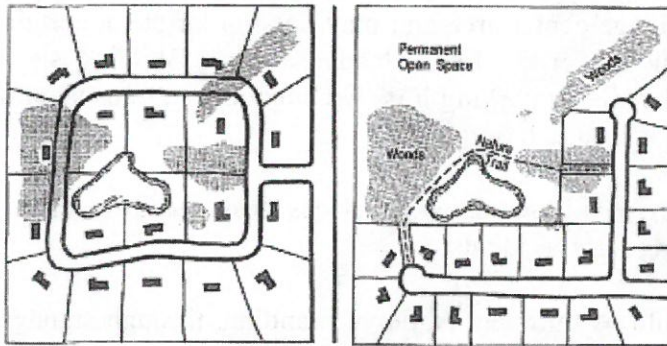 Permanent
Open Space
Woods
Woods
Nature
Trail